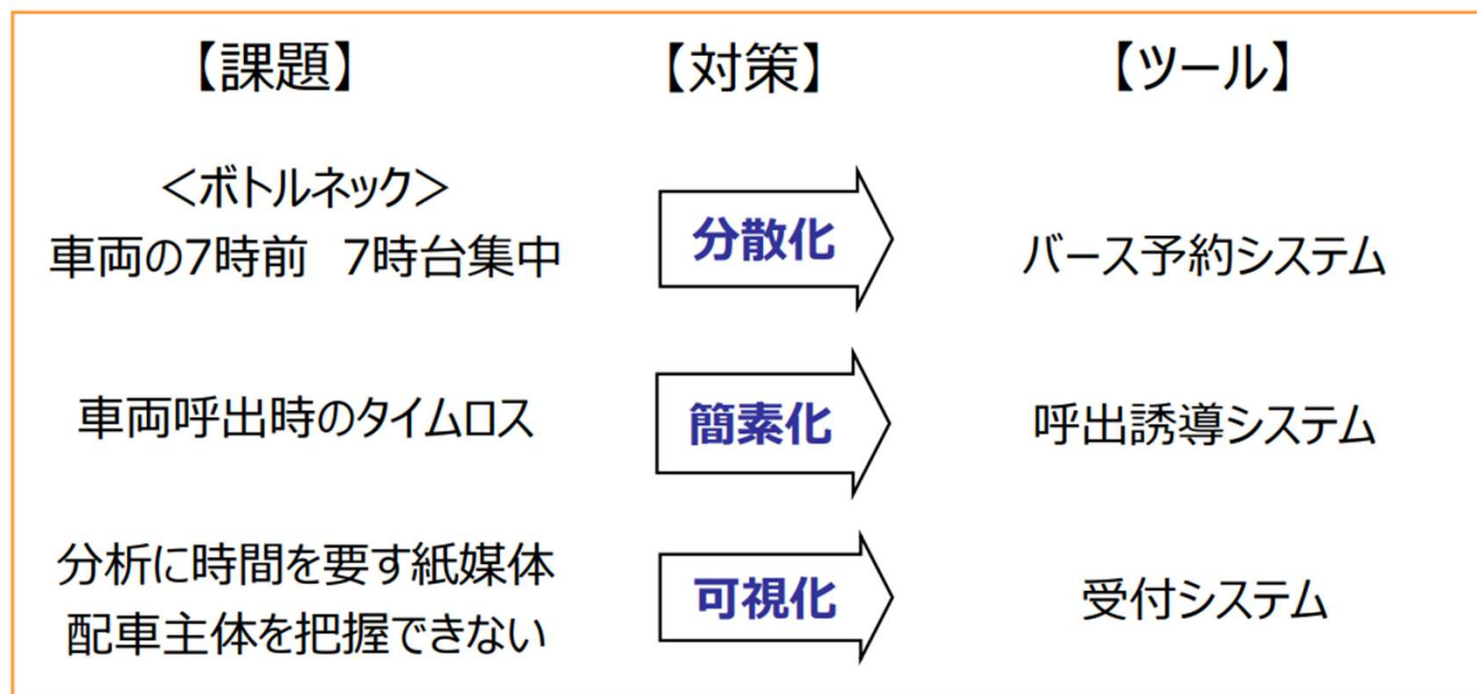 【課題】 【対策】 【ツール】
＜ボトルネック＞
車両の7時前　7時台集中 分散化 バース予約システム
車両呼出時のタイムロス 簡素化 呼出誘導システム
分析に時間を要す紙媒体
配車主体を把握できない 可視化 受付システム